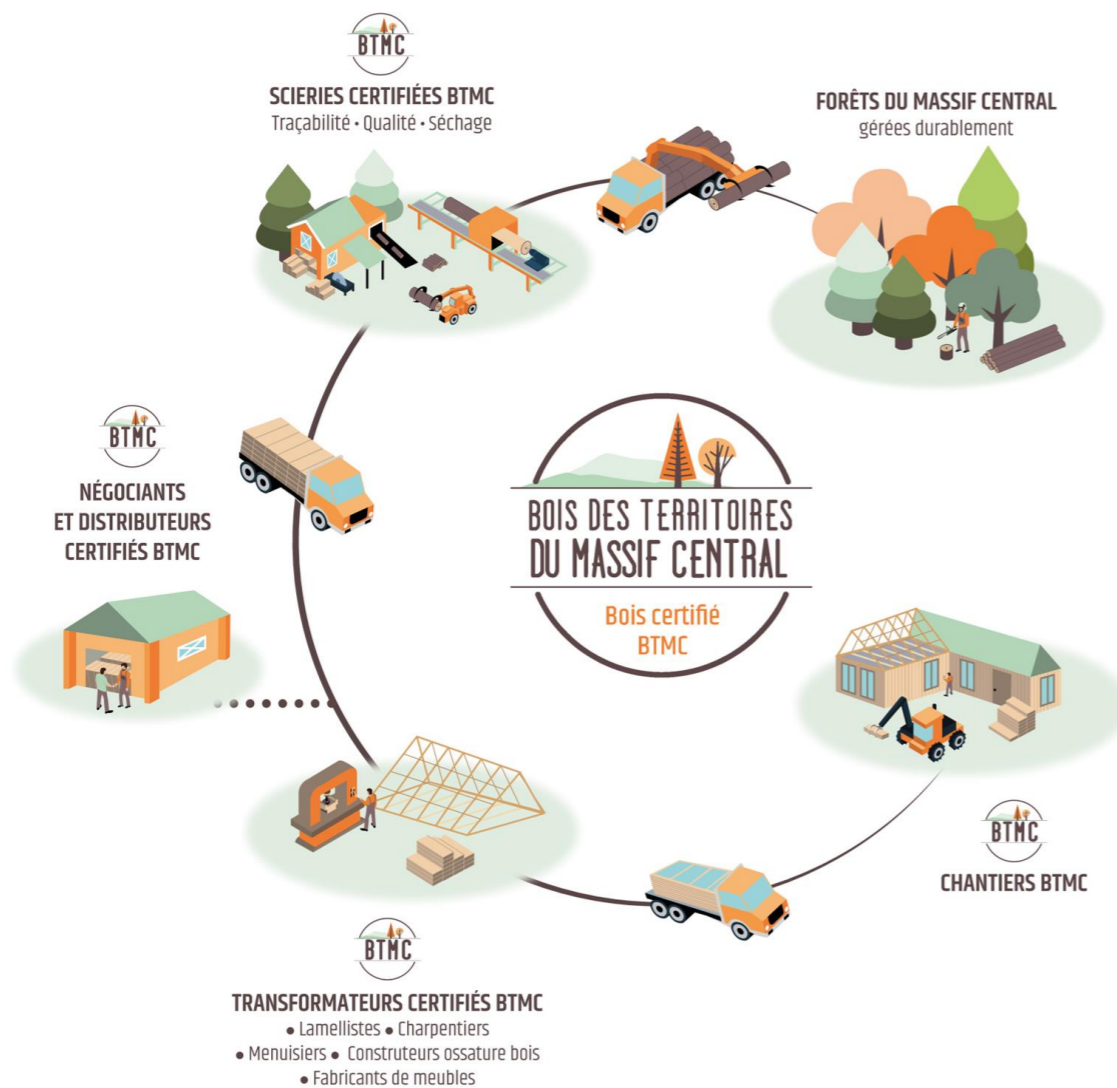 BTMC
SCIERIES CERTIFIÉES BTMC
Traçabilité • Qualité • Séchage
FORÊTS DU MASSIF CENTRAL
gérées durablement
BTMC
NÉGOCIANTS
ET DISTRIBUTEURS
CERTIFIÉS BTMC
BOIS DES TERRITOIRES
DU MASSIF CENTRAL
Bois certifié
BTMC
BTMC
CHANTIERS BTMC
BTMC
TRANSFORMATEURS CERTIFIÉS BTMC
• Lamellistes • Charpentiers
• Menuisiers • Construteurs ossature bois
• Fabricants de meubles